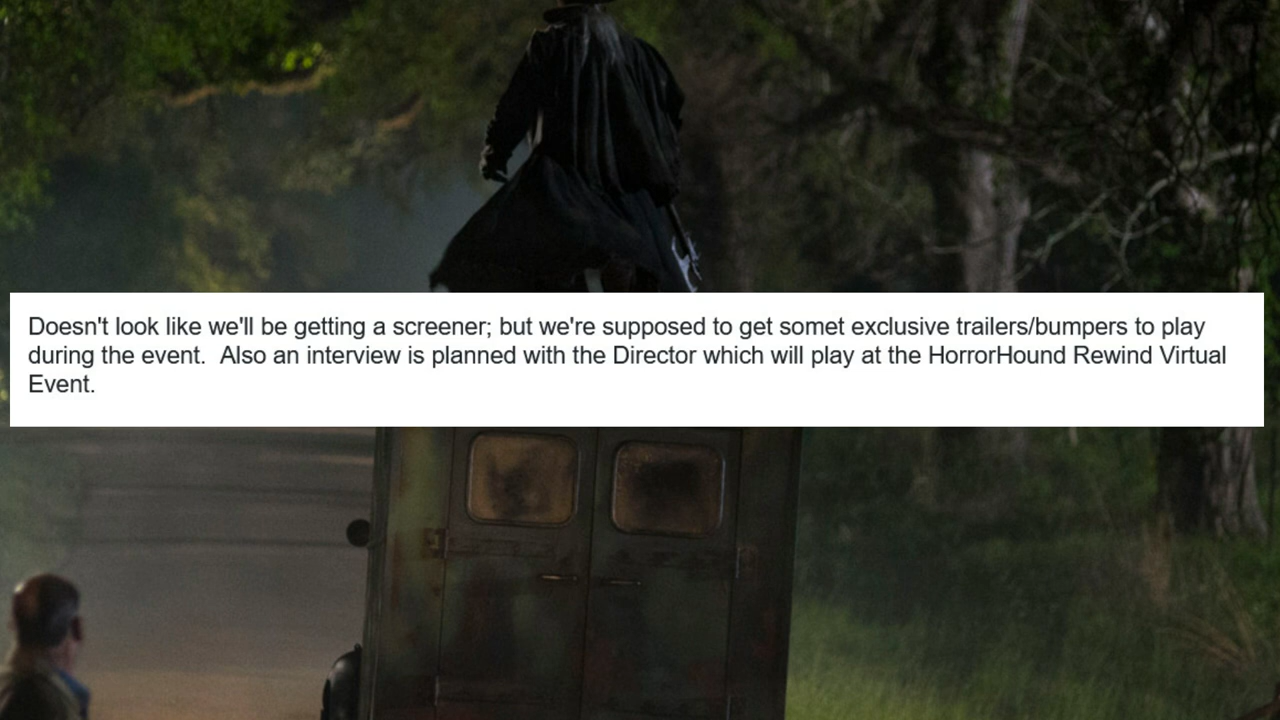 Doesn't look like we'll be getting a screener; but we're supposed to get somet exclusive trailers/bumpers to play
during the event.  Also an interview is planned with the Director which will play at the HorrorHound Rewind Virtual
Event.